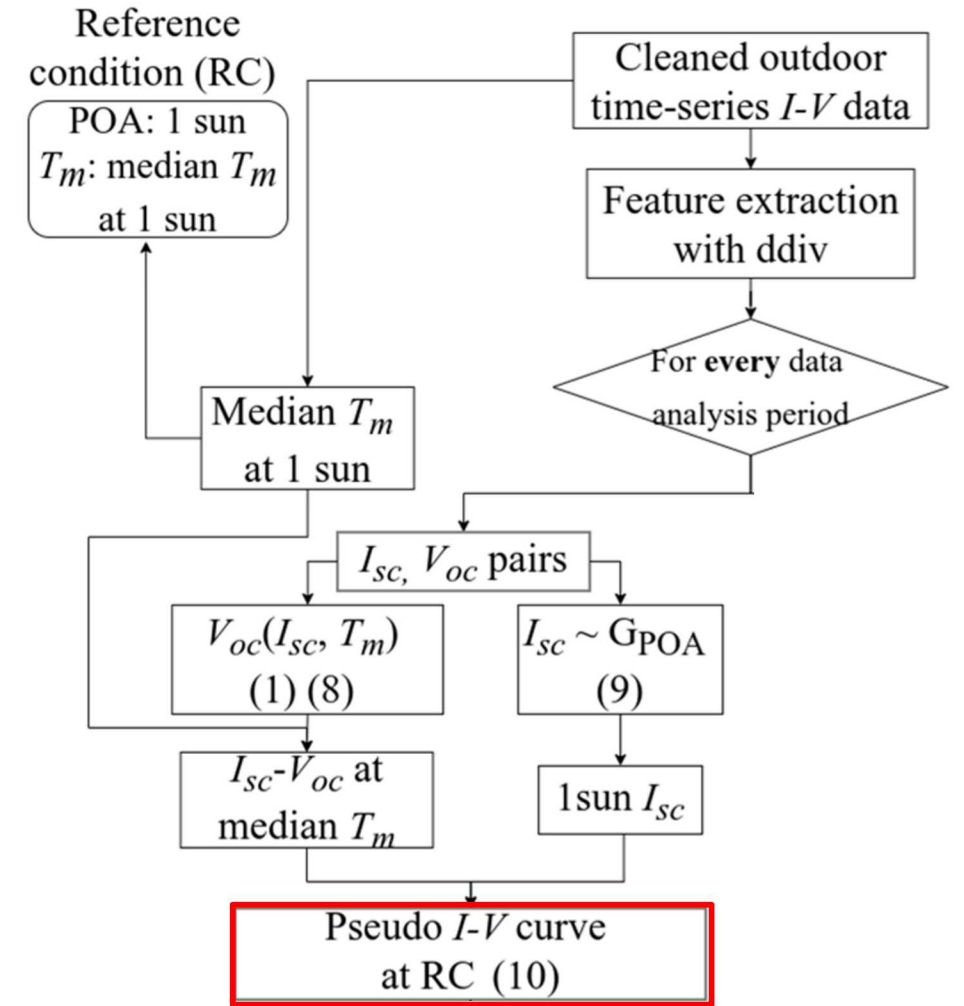 Reference
condition (RC)
POA: 1 sun
Tm: median Tm
at 1 sun
Cleaned outdoor
time-series I-V data
Feature extraction
with ddiv
For every data
analysis period
Median Tm
at 1 sun
Isc, Voc pairs
Voc(Isc, Tm)
(1) (8)
Isc ~ GPOA
(9)
Isc-Voc at
median Tm
1sun Isc
Pseudo I-V curve
at RC (10)